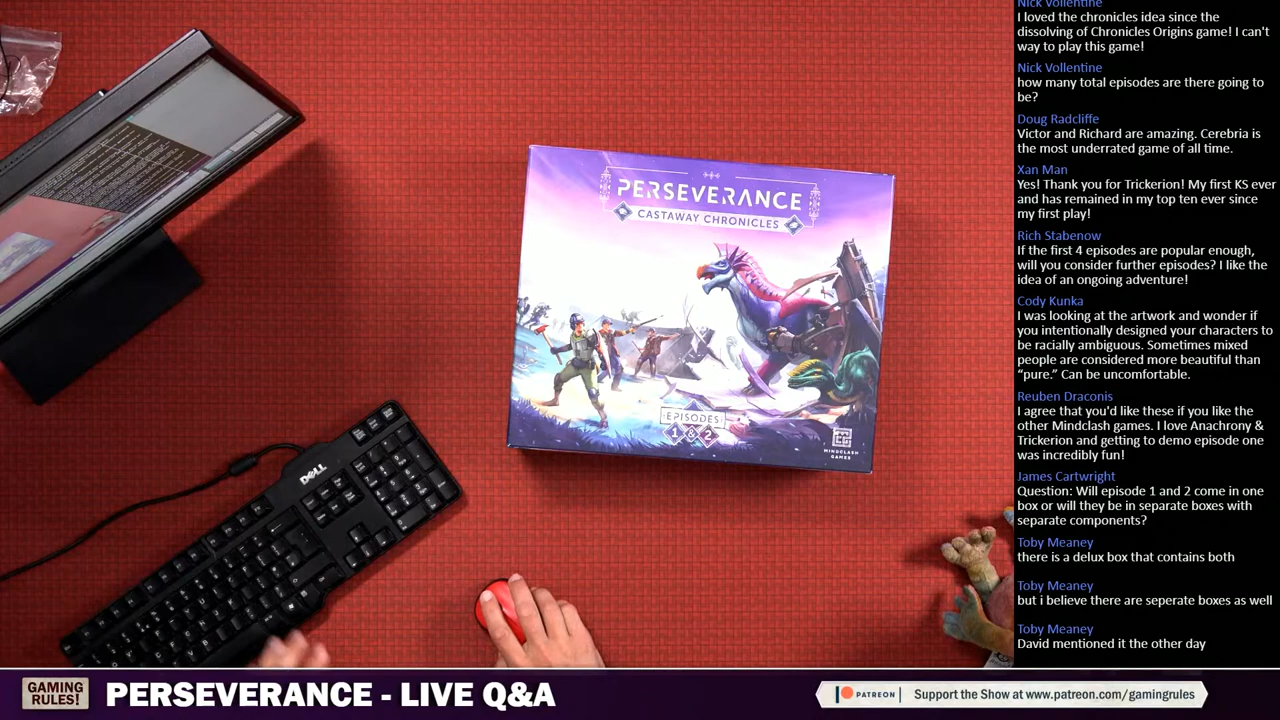 PERSEVERANCE
CASTAWAY CHRONICLES
EPISODES
1 & 2
MINDCLASH
GAMES
DELL
Nick Vollentine
I loved the chronicles idea since the
dissolving of Chronicles Origins game! I can't
way to play this game!
Nick Vollentine
how many total episodes are there going to
be?
Doug Radcliffe
Victor and Richard are amazing. Cerebria is
the most underrated game of all time.
Xan Man
Yes! Thank you for Trickerion! My first KS ever
and has remained in my top ten ever since
my first play!
Rich Stabenow
If the first 4 episodes are popular enough,
will you consider further episodes? I like the
idea of an ongoing adventure!
Cody Kunka
I was looking at the artwork and wonder if
you intentionally designed your characters to
be racially ambiguous. Sometimes mixed
people are considered more beautiful than
“pure.” Can be uncomfortable.
Reuben Draconis
I agree that you'd like these if you like the
other Mindclash games. I love Anachrony &
Trickerion and getting to demo episode one
was incredibly fun!
James Cartwright
Question: Will episode 1 and 2 come in one
box or will they be in separate boxes with
separate components?
Toby Meaney
there is a delux box that contains both
Toby Meaney
but i believe there are seperate boxes as well
Toby Meaney
David mentioned it the other day
GAMING
RULES!
PERSEVERANCE - LIVE Q&A
PATREON
Support the Show at www.patreon.com/gamingrules